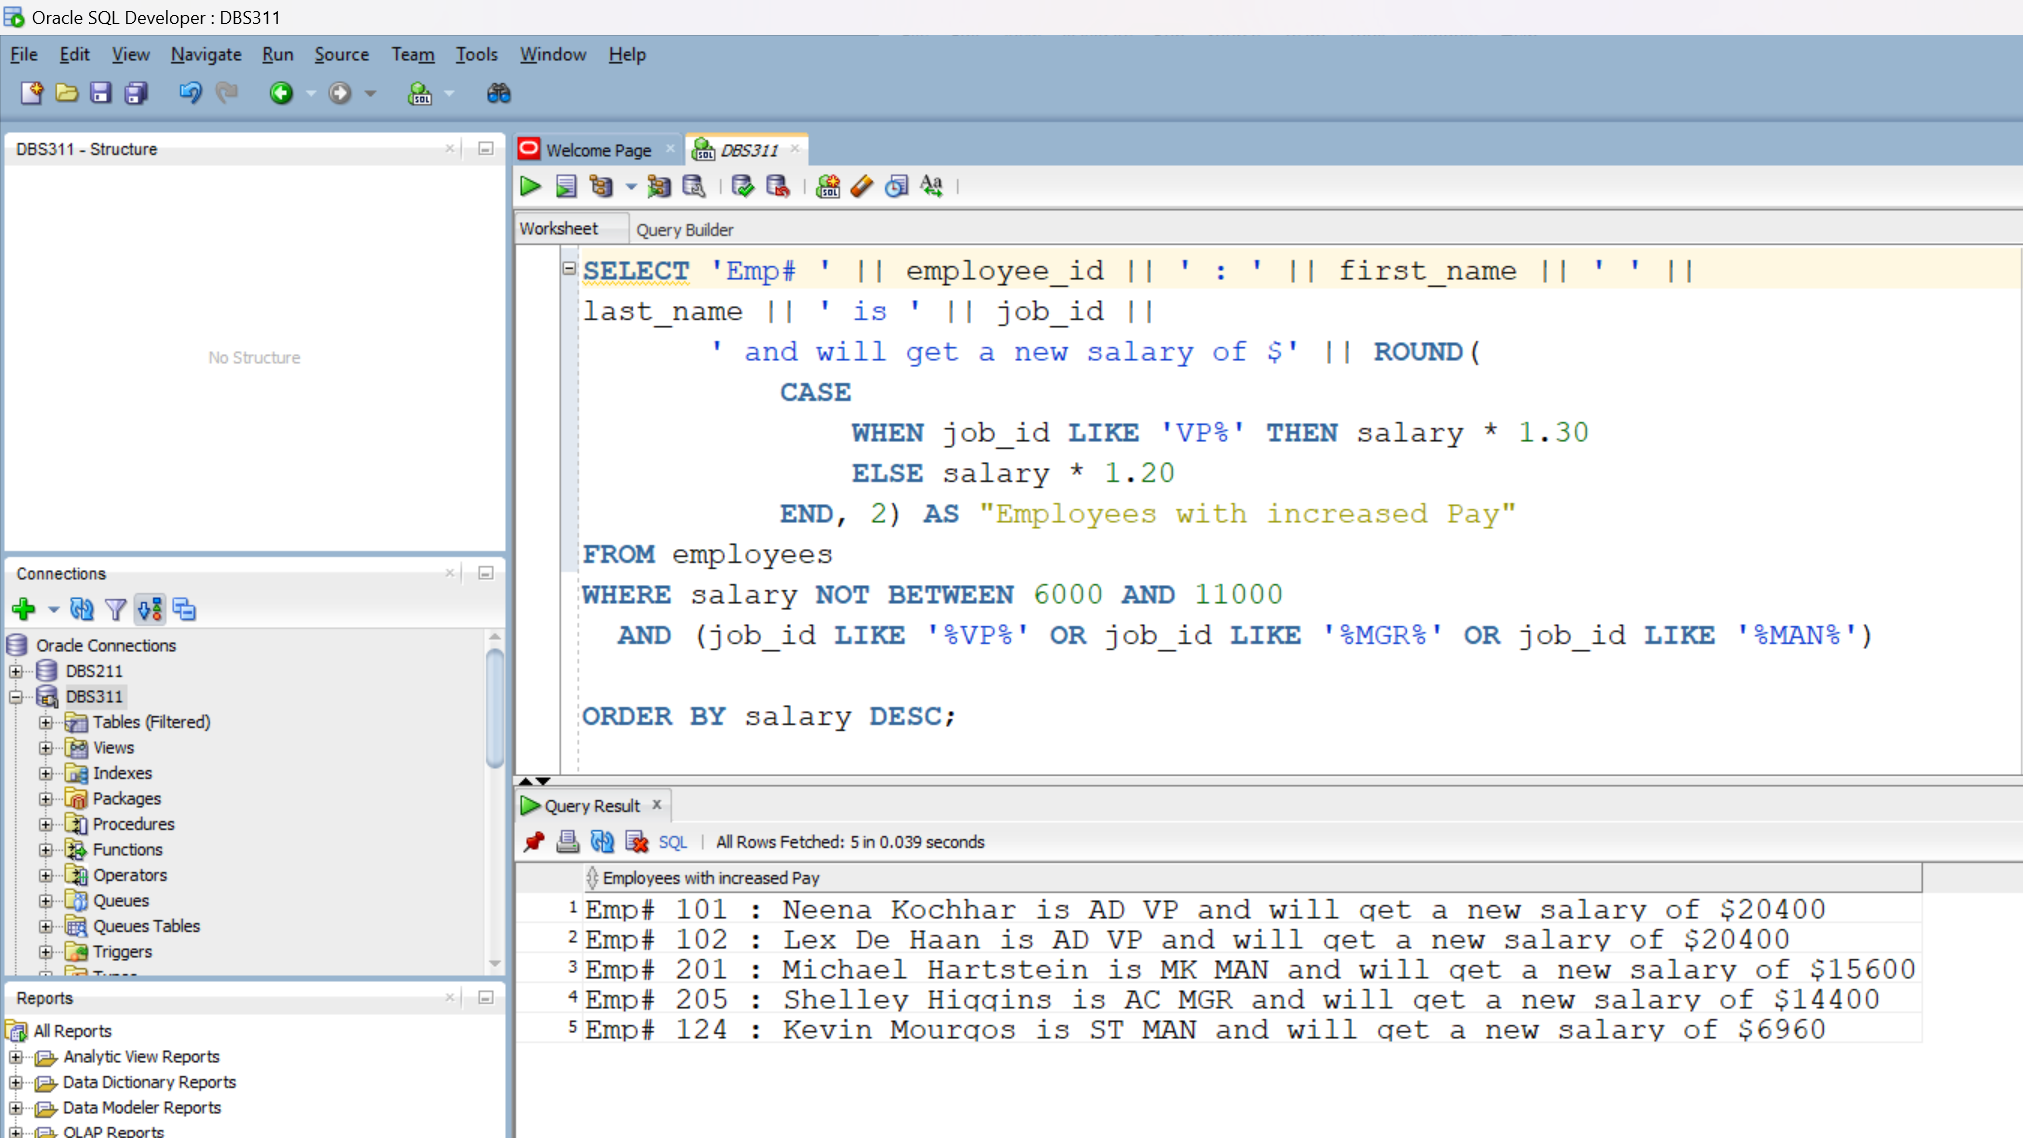 Oracle SQL Developer : DBS311
File Edit View Navigate Run Source Team Tools Window Help
DBS311 - Structure
No Structure
Connections
Oracle Connections
DBS211
DBS311
Tables (Filtered)
Views
Indexes
Packages
Procedures
Functions
Operators
Queues
Queues Tables
Triggers
Reports
All Reports
Analytic View Reports
Data Dictionary Reports
Data Modeler Reports
OLAP Reports
Welcome Page DBS311
Worksheet Query Builder
SELECT 'Emp# ' || employee_id || ' : ' || first_name || ' ' ||
last_name || ' is ' || job_id ||
' and will get a new salary of $' || ROUND(
CASE
WHEN job_id LIKE 'VP%' THEN salary * 1.30
ELSE salary * 1.20
END, 2) AS "Employees with increased Pay"
FROM employees
WHERE salary NOT BETWEEN 6000 AND 11000
AND (job_id LIKE '%VP%' OR job_id LIKE '%MGR%' OR job_id LIKE '%MAN%')
ORDER BY salary DESC;
Query Result
SQL | All Rows Fetched: 5 in 0.039 seconds
Employees with increased Pay
1 Emp# 101 : Neena Kochhar is AD VP and will get a new salary of $20400
2 Emp# 102 : Lex De Haan is AD VP and will get a new salary of $20400
3 Emp# 201 : Michael Hartstein is MK MAN and will get a new salary of $15600
4 Emp# 205 : Shelley Higgins is AC MGR and will get a new salary of $14400
5 Emp# 124 : Kevin Mourgos is ST MAN and will get a new salary of $6960